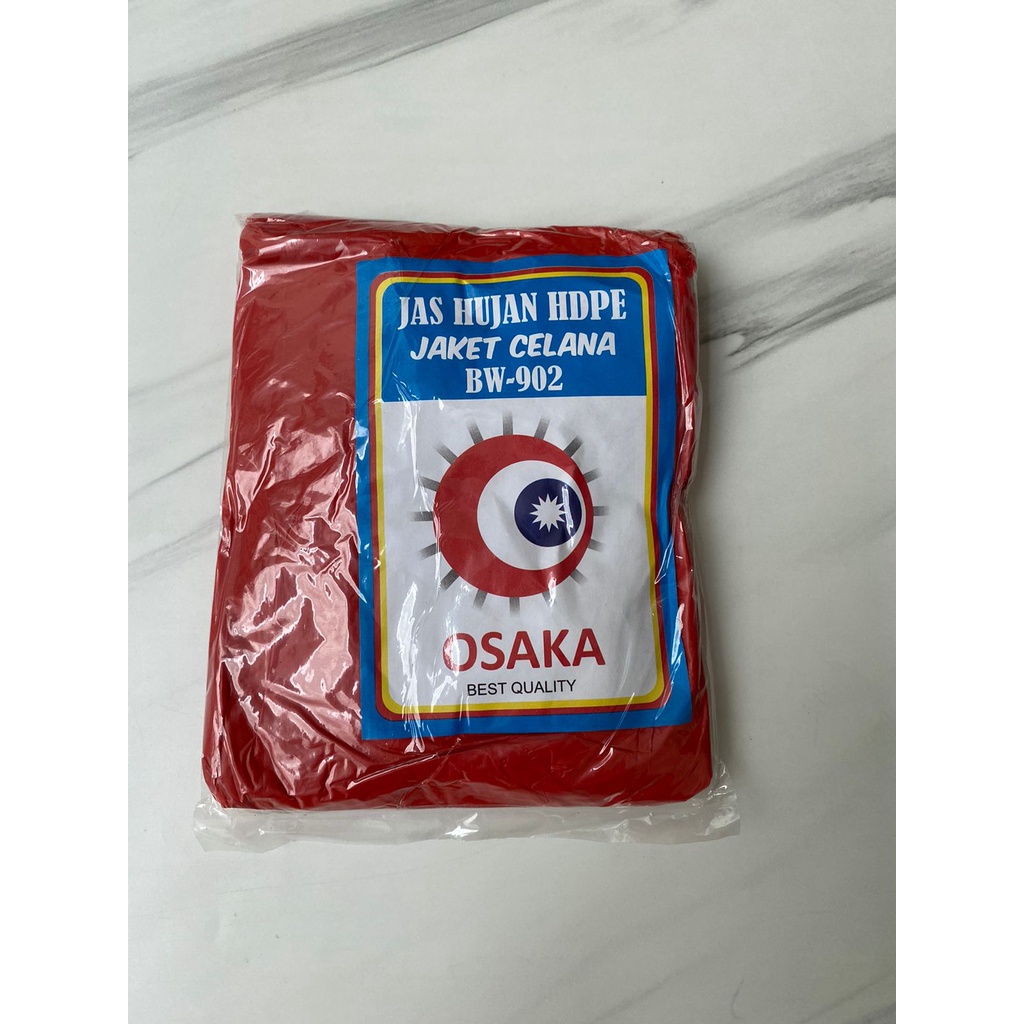 JAS HUJAN HDPE
JAKET CELANA
BW-902
OSAKA
BEST QUALITY